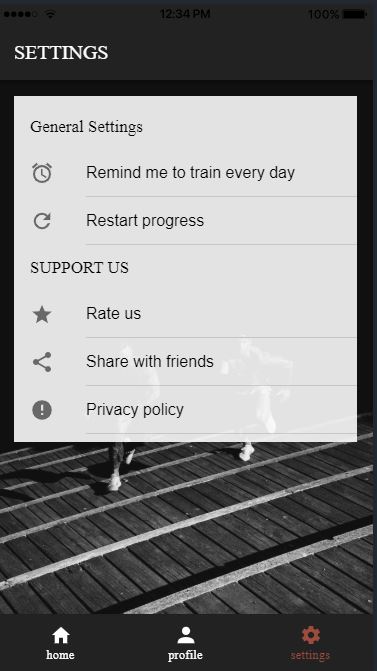 12:34 PM 100%
SETTINGS
General Settings
Remind me to train every day
Restart progress
SUPPORT US
Rate us
Share with friends
Privacy policy
home profile settings